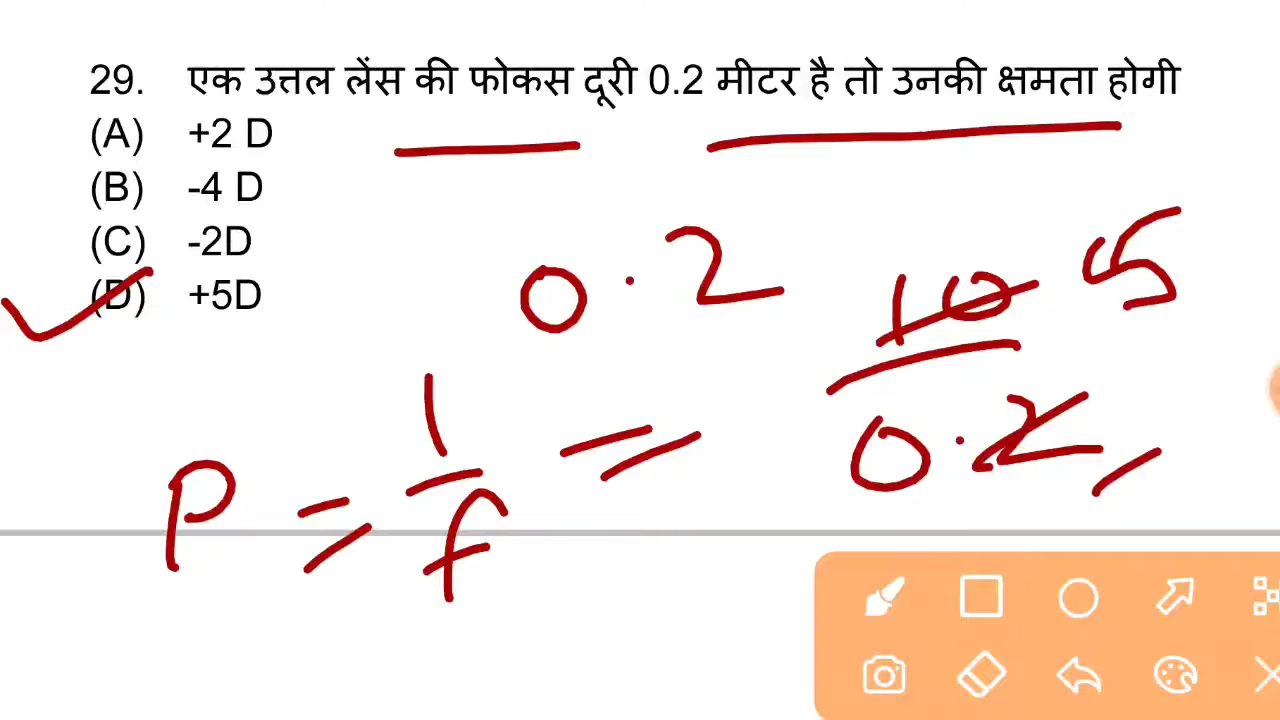 29. एक उत्तल लेंस की फोकस दूरी 0.2 मीटर है तो उनकी क्षमता होगी
(A) +2 D
(B) -4 D
(C) -2D
(D) +5D
0.2
10 5
0.2
P = 1/f =